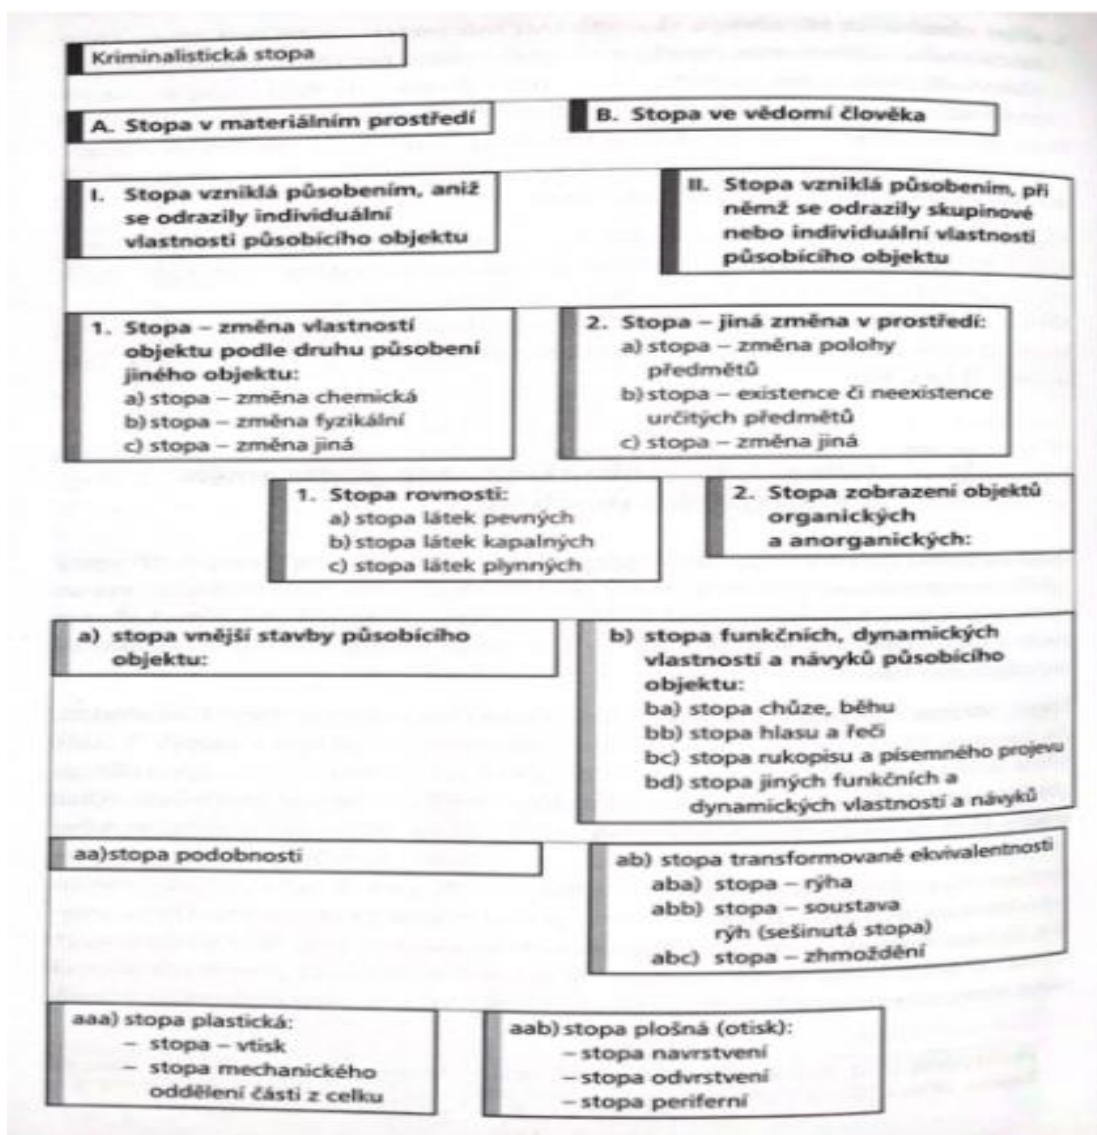 Kriminalistická stopa
A. Stopa v materiálním prostředí
B. Stopa ve vědomí člověka
I. Stopa vzniklá působením, aniž
se odrazily individuální
vlastnosti působícího objektu
II. Stopa vzniklá působením, při
němž se odrazily skupinové
nebo individuální vlastnosti
působícího objektu
1. Stopa – změna vlastností
objektu podle druhu působení
jiného objektu:
a) stopa – změna chemická
b) stopa – změna fyzikální
c) stopa – změna jiná
2. Stopa – jiná změna v prostředí:
a) stopa – změna polohy
předmětů
b) stopa – existence či neexistence
určitých předmětů
c) stopa – změna jiná
1. Stopa rovnosti:
a) stopa látek pevných
b) stopa látek kapalných
c) stopa látek plynných
2. Stopa zobrazení objektů
organických
a anorganických:
a) stopa vnější stavby působícího
objektu:
b) stopa funkčních, dynamických
vlastností a návyků působícího
objektu:
ba) stopa chůze, běhu
bb) stopa hlasu a řeči
bc) stopa rukopisu a písemného projevu
bd) stopa jiných funkčních a
dynamických vlastností a návyků
aa) stopa podobnosti
ab) stopa transformované ekvivalentnosti
aba) stopa – rýha
abb) stopa – soustava
rýh (sešinutá stopa)
abc) stopa – zhmoždění
aaa) stopa plastická:
– stopa – vtisk
– stopa mechanického
oddělení části z celku
aab) stopa plošná (otisk):
– stopa navrstvení
– stopa odvrstvení
– stopa periferní